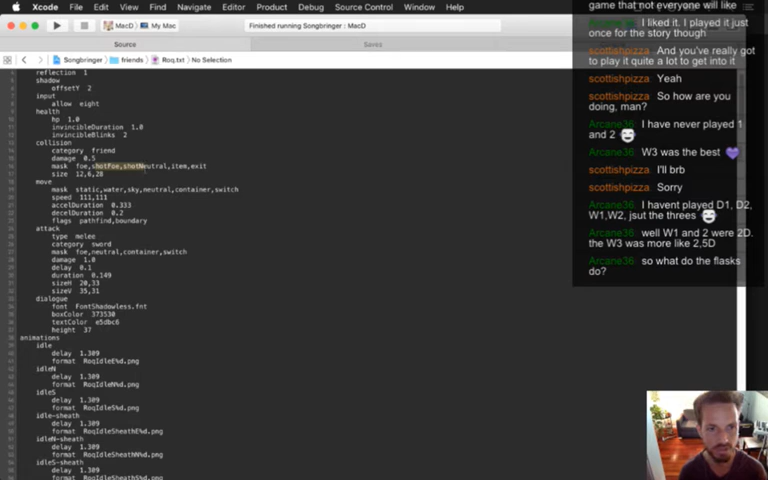 Xcode File Edit View Find Navigate Editor Product Debug Source Control Window Help
MacD My Mac
Finished running Songbringer : MacD
Source
Saves
Songbringer friends Roq.txt No Selection
reflection 1
shadow
offsetY 2
input
allow eight
health
hp 1.0
invincibleDuration 1.0
invincibleBlinks 2
collision
category friend
damage 0.5
mask foe,shotFoe,shotNeutral,item,exit
size 12,6,28
move
mask static,water,sky,neutral,container,switch
speed 111,111
accelDuration 0.333
decelDuration 0.2
flags pathfind,boundary
attack
type melee
category sword
mask foe,neutral,container,switch
damage 1.0
delay 0.1
duration 0.149
sizeH 20,33
sizeV 35,31
dialogue
font FontShadowless.fnt
boxColor 373530
textColor e5dbc6
height 37
animations
idle
delay 1.309
format RoqIdleE%d.png
idleN
delay 1.309
format RoqIdleN%d.png
idleS
delay 1.309
format RoqIdleS%d.png
idle-sheath
delay 1.309
format RoqIdleSheathE%d.png
idleN-sheath
delay 1.309
format RoqIdleSheathN%d.png
idleS-sheath
delay 1.309
format RoqIdleSheathS%d.png
game that not everyone will like
I liked it. I played it just
once for the story though
scottishpizza And you've really got
to play it quite a lot to get into it
scottishpizza Yeah
scottishpizza So how are you
doing, man?
Arcane36 I have never played 1
and 2
Arcane36 W3 was the best
scottishpizza I'll brb
scottishpizza Sorry
Arcane36 I havent played D1, D2,
W1,W2, jsut the threes
Arcane36 well W1 and 2 were 2D.
the W3 was more like 2,5D
Arcane36 so what do the flasks
do?